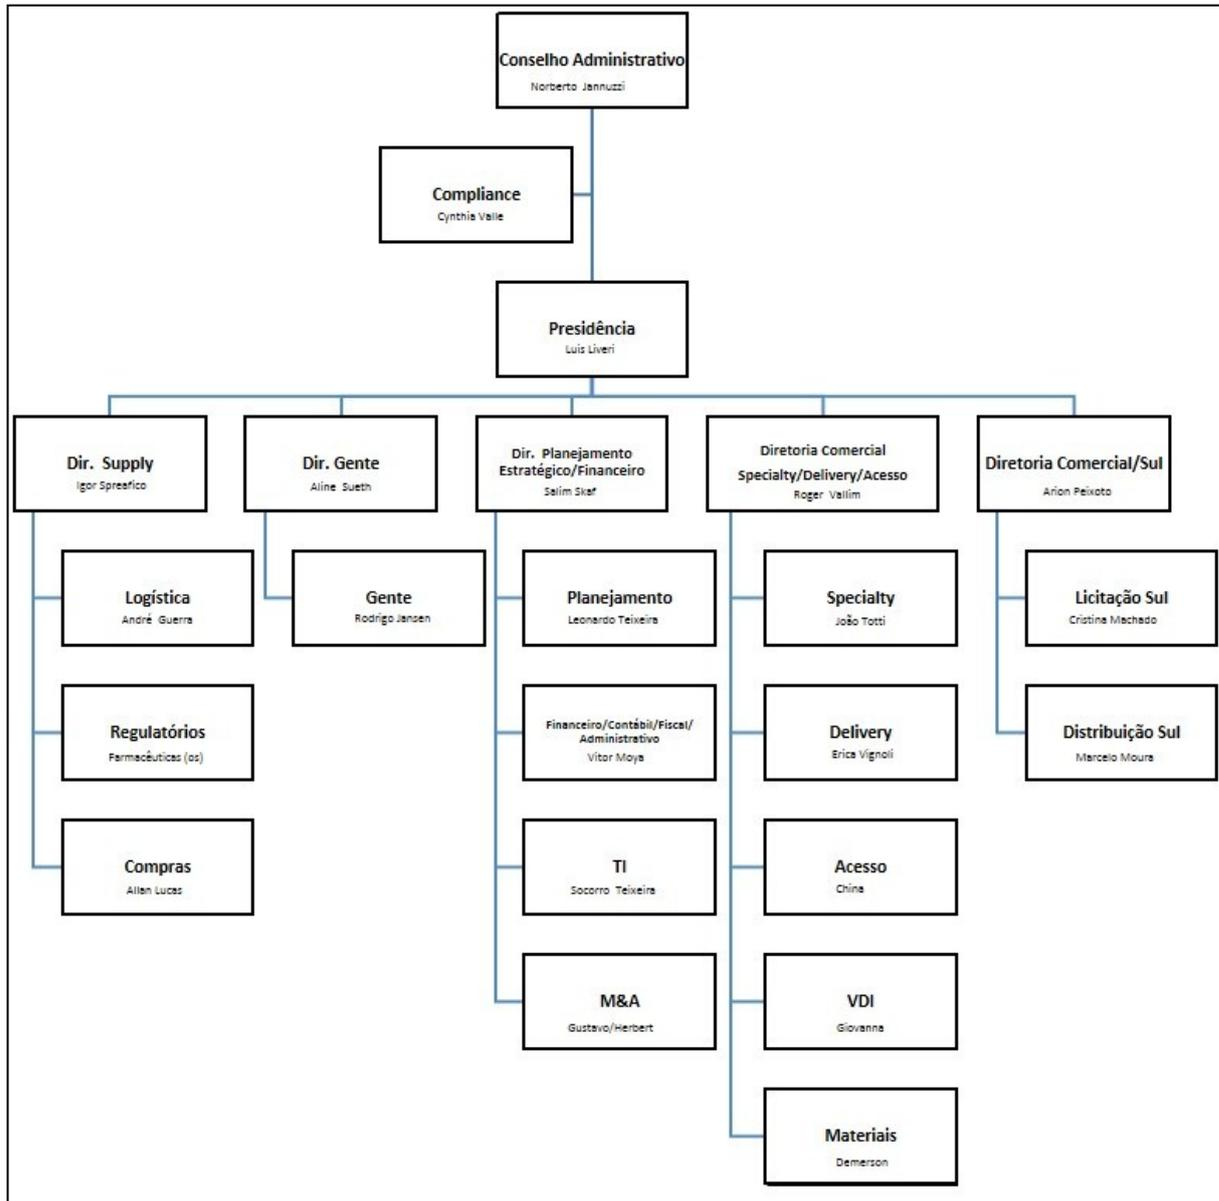 Conselho Administrativo
Norberto Jannuzzi
Compliance
Cynthia Valle
Presidência
Luis Liveri
Dir. Supply
Igor Spreafico
Dir. Gente
Aline Sueth
Dir. Planejamento
Estratégico/Financeiro
Salim Skaf
Diretoria Comercial
Specialty/Delivery/Acesso
Roger Vallim
Diretoria Comercial/Sul
Arion Peixoto
Logística
André Guerra
Gente
Rodrigo Jansen
Planejamento
Leonardo Teixeira
Specialty
João Totti
Licitação Sul
Cristina Machado
Regulatórios
Farmacêuticas (os)
Financeiro/Contábil/Fiscal/
Administrativo
Vitor Moya
Delivery
Erica Vignoli
Distribuição Sul
Marcelo Moura
Compras
Allan Lucas
TI
Socorro Teixeira
Acesso
China
M&A
Gustavo/Herbert
VDI
Giovanna
Materiais
Demerson